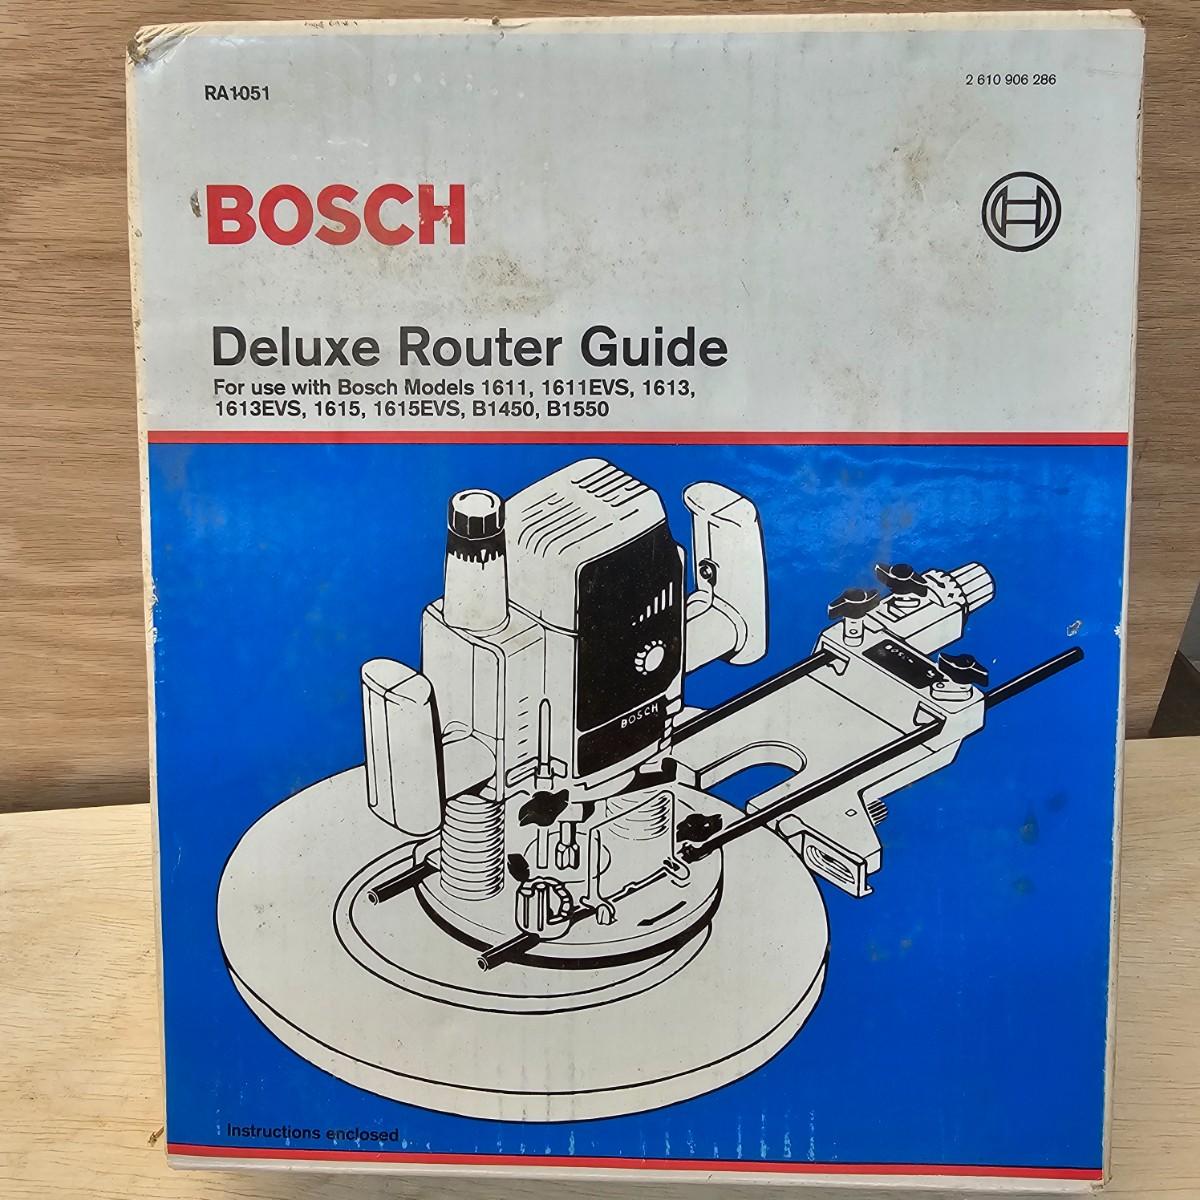 RA1051
2 610 906 286
BOSCH
Deluxe Router Guide
For use with Bosch Models 1611, 1611EVS, 1613,
1613EVS, 1615, 1615EVS, B1450, B1550
BOSCH
BOSCH
Instructions enclosed